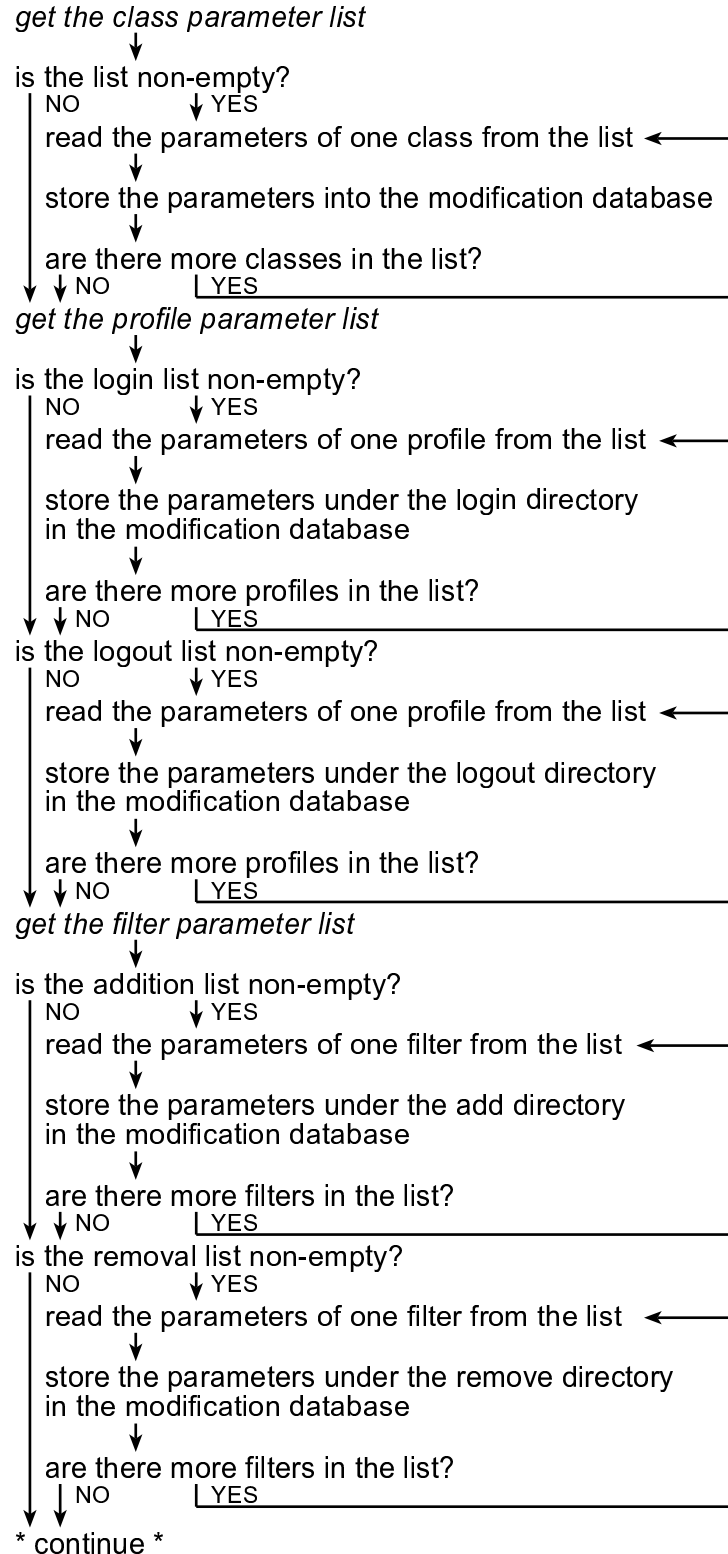 get the class parameter list
is the list non-empty?
NO YES
read the parameters of one class from the list
store the parameters into the modification database
are there more classes in the list?
NO YES
get the profile parameter list
is the login list non-empty?
NO YES
read the parameters of one profile from the list
store the parameters under the login directory
in the modification database
are there more profiles in the list?
NO YES
is the logout list non-empty?
NO YES
read the parameters of one profile from the list
store the parameters under the logout directory
in the modification database
are there more profiles in the list?
NO YES
get the filter parameter list
is the addition list non-empty?
NO YES
read the parameters of one filter from the list
store the parameters under the add directory
in the modification database
are there more filters in the list?
NO YES
is the removal list non-empty?
NO YES
read the parameters of one filter from the list
store the parameters under the remove directory
in the modification database
are there more filters in the list?
NO YES
* continue *